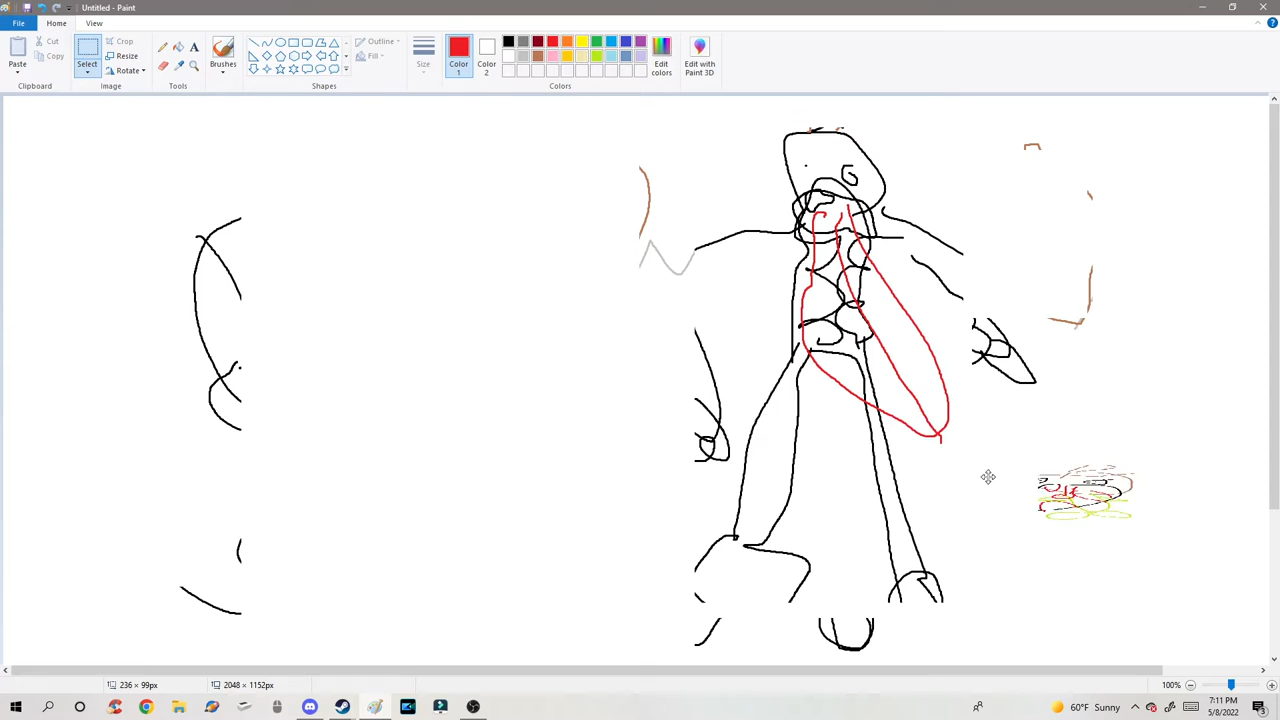 Untitled - Paint
File Home View
Paste Cut Copy
Clipboard
Select Crop Resize Rotate
Image
Tools
Brushes
Outline Fill
Shapes
Size
Color 1
Color 2
Edit colors
Edit with Paint 3D
Colors
236 × 99px
2048 × 1152px
100%
60°F Sunny
7:11 PM
5/8/2022
3